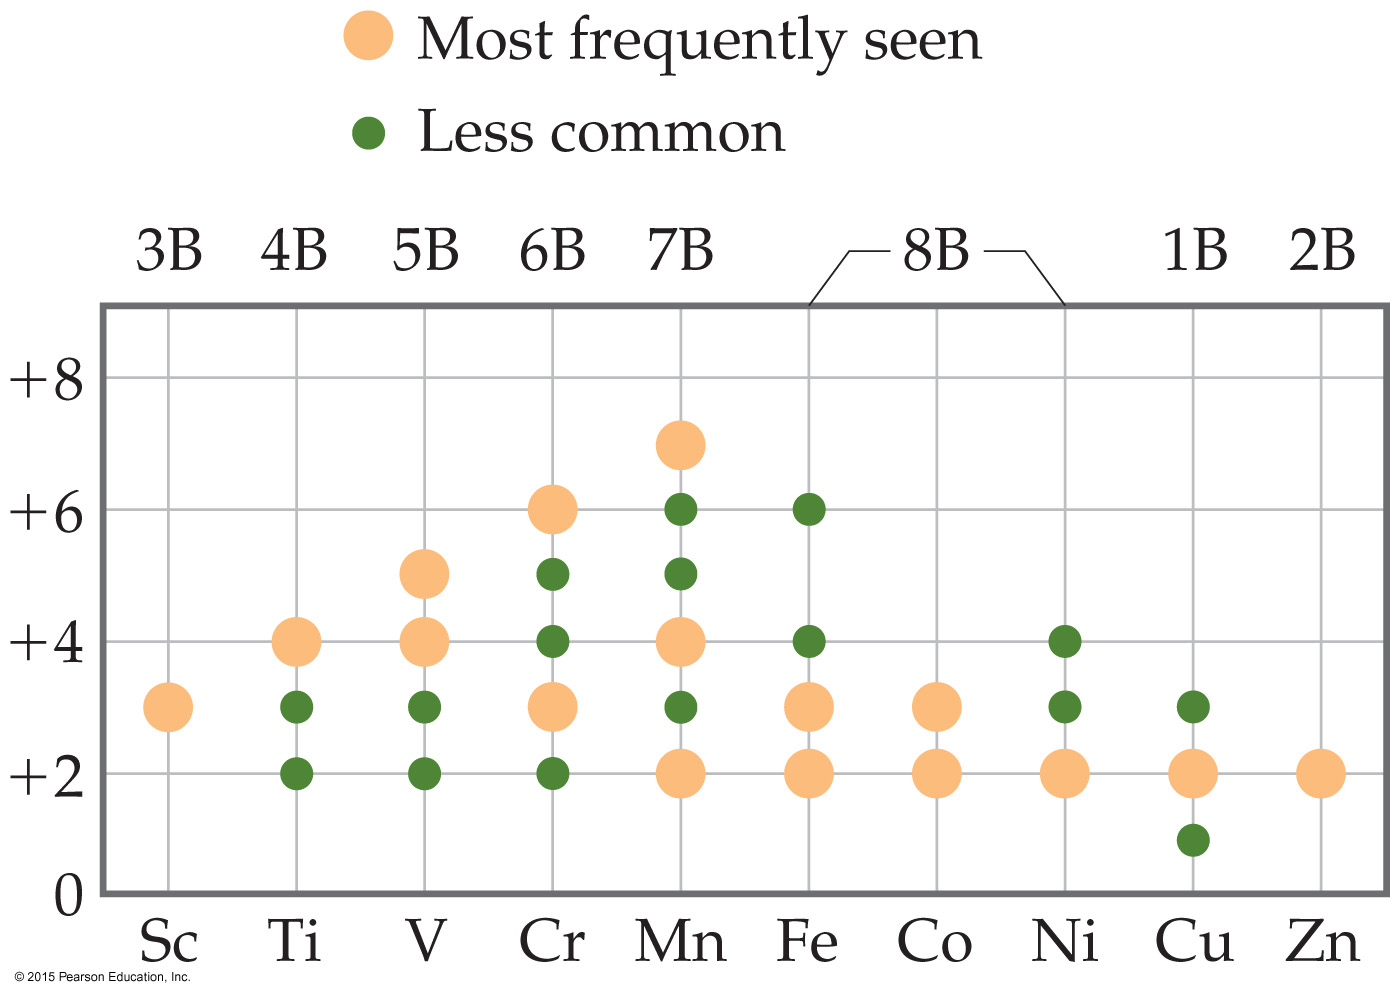 Most frequently seen
Less common
3B 4B 5B 6B 7B 8B 1B 2B
+8
+6
+4
+2
0
Sc Ti V Cr Mn Fe Co Ni Cu Zn
© 2015 Pearson Education, Inc.